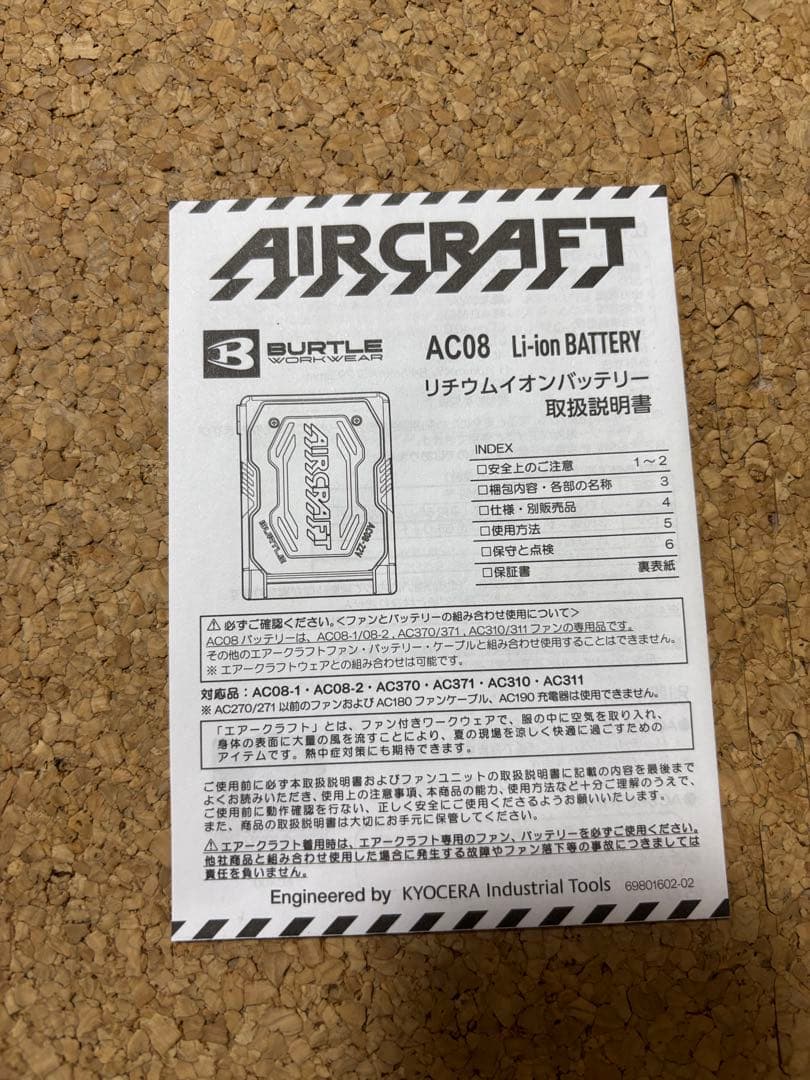 AIRCRAFT
BURTLE
WORKWEAR
AC08 Li-ion BATTERY
リチウムイオンバッテリー
取扱説明書
AIRCRAFT
BURTLE
AC08-22V
INDEX
□安全上のご注意 1～2
□梱包内容・各部の名称 3
□仕様・別販売品 4
□使用方法 5
□保守と点検 6
□保証書 裏表紙
⚠必ずご確認ください。<ファンとバッテリーの組み合わせ使用について>
AC08 バッテリーは、AC08-1/08-2 , AC370/371 , AC310/311 ファンの専用品です。
その他のエアークラフトファン・バッテリー・ケーブルと組み合わせ使用することはできません。
※ エアークラフトウェアとの組み合わせは可能です。
対応品：AC08-1・AC08-2・AC370・AC371・AC310・AC311
※ AC270/271 以前のファンおよび AC180 ファンケーブル、AC190 充電器は使用できません。
「エアークラフト」とは、ファン付きワークウェアで、服の中に空気を取り入れ、
身体の表面に大量の風を流すことにより、夏の現場を涼しく快適に過ごすための
アイテムです。熱中症対策にも期待できます。
ご使用前に必ず本取扱説明書およびファンユニットの取扱説明書に記載の内容を最後まで
よくお読みいただき、使用上の注意事項、本商品の能力、使用方法など十分ご理解のうえで、
ご使用前に動作確認を行ない、正しく安全にご使用くださるようお願いいたします。
また、商品の取扱説明書は大切にお手元に保管してください。
⚠エアークラフト着用時は、エアークラフト専用のファン、バッテリーを必ずご使用ください。
他社商品と組み合わせ使用した場合に発生する故障やファン落下等の事故につきましては
責任を負いません。
Engineered by KYOCERA Industrial Tools 69801602-02